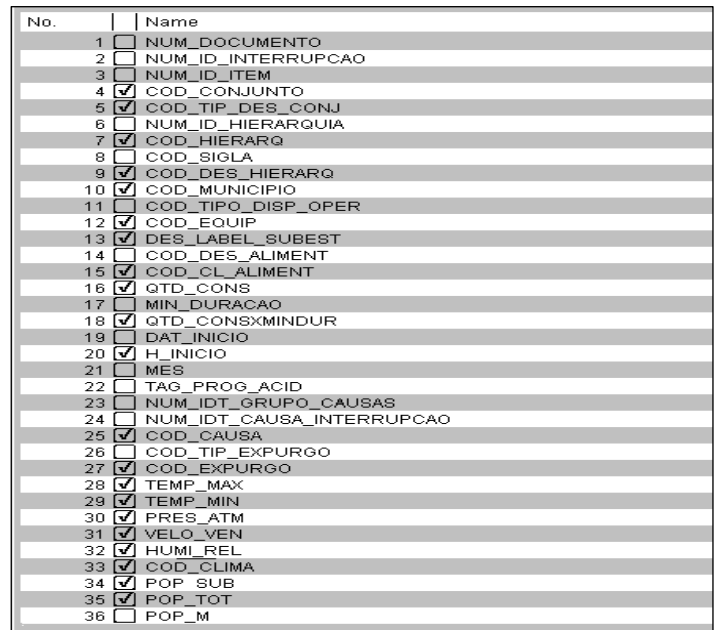 No. Name
1 NUM_DOCUMENTO
2 NUM_ID_INTERRUPCAO
3 NUM_ID_ITEM
4 COD_CONJUNTO
5 COD_TIP_DES_CONJ
6 NUM_ID_HIERARQUIA
7 COD_HIERARQ
8 COD_SIGLA
9 COD_DES_HIERARQ
10 COD_MUNICIPIO
11 COD_TIPO_DISP_OPER
12 COD_EQUIP
13 DES_LABEL_SUBEST
14 COD_DES_ALIMENT
15 COD_CL_ALIMENT
16 QTD_CONS
17 MIN_DURACAO
18 QTD_CONSXMINDUR
19 DAT_INICIO
20 H_INICIO
21 MES
22 TAG_PROG_ACID
23 NUM_IDT_GRUPO_CAUSAS
24 NUM_IDT_CAUSA_INTERRUPCAO
25 COD_CAUSA
26 COD_TIP_EXPURGO
27 COD_EXPURGO
28 TEMP_MAX
29 TEMP_MIN
30 PRES_ATM
31 VELO_VEN
32 HUMI_REL
33 COD_CLIMA
34 POP_SUB
35 POP_TOT
36 POP_M